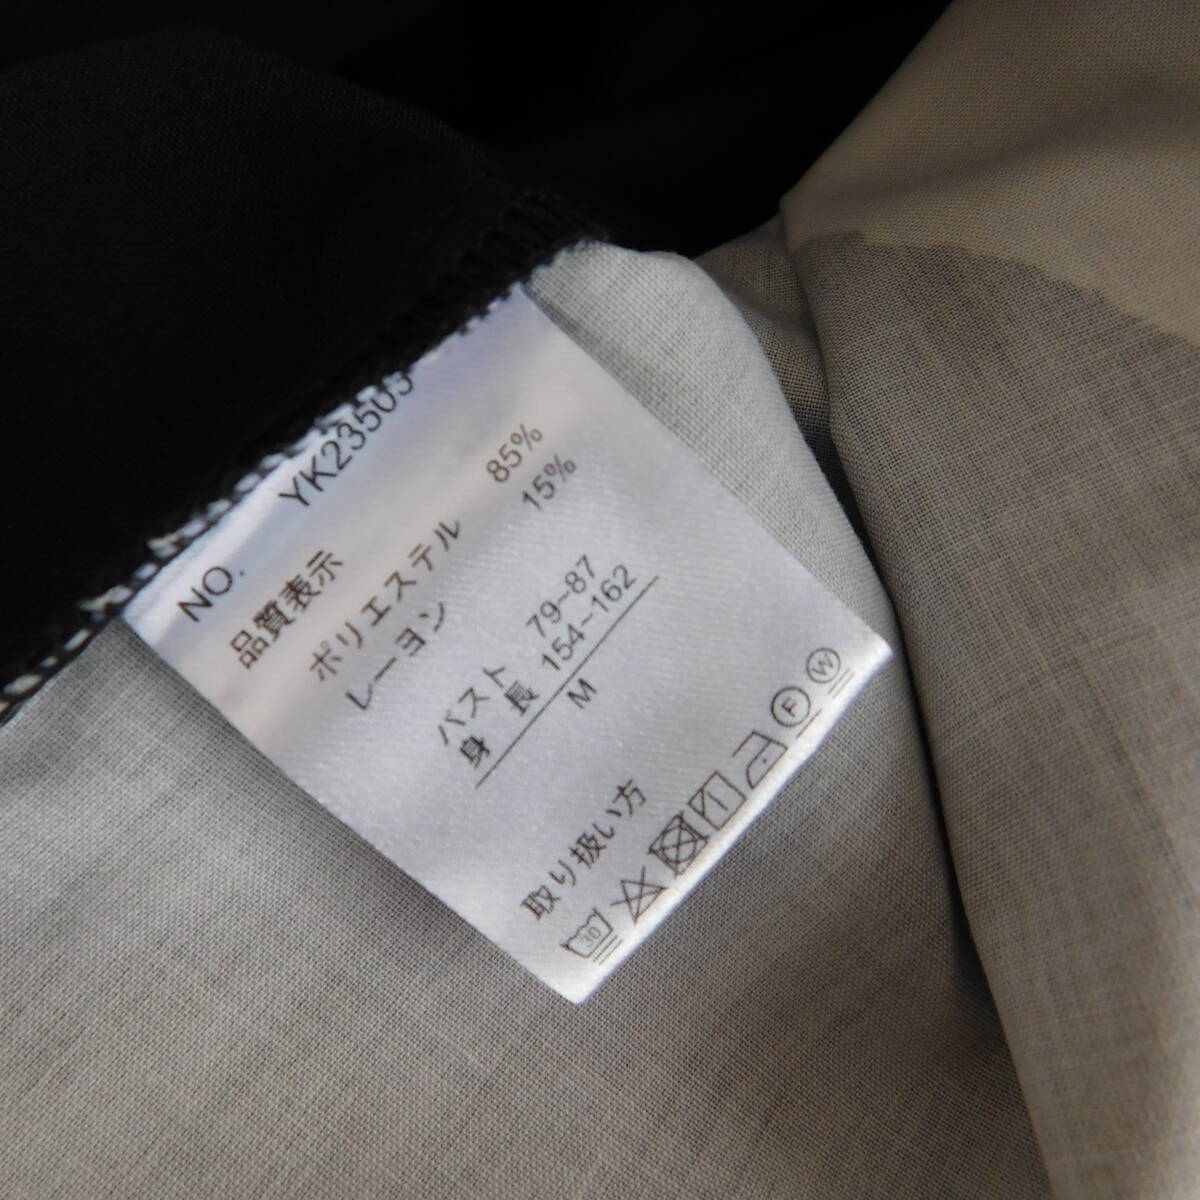 NO. YK23503
品質表示
ポリエステル 85%
レーヨン 15%
バスト 79~87
身長 154~162
M
取り扱い方
30
F
W